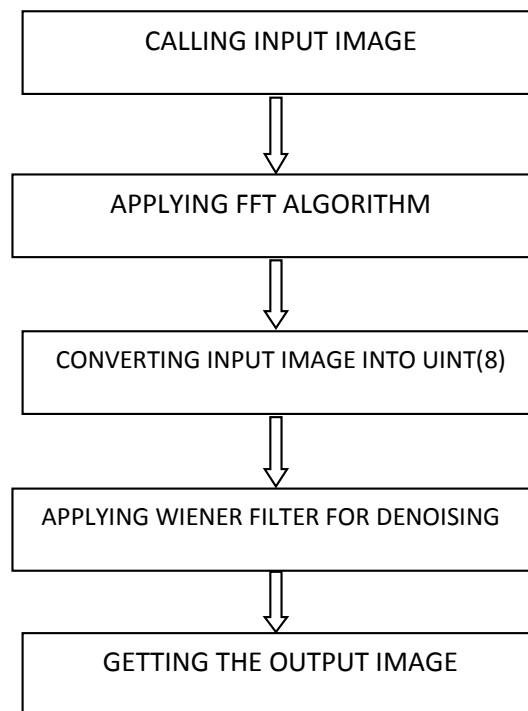 CALLING INPUT IMAGE
APPLYING FFT ALGORITHM
CONVERTING INPUT IMAGE INTO UINT(8)
APPLYING WIENER FILTER FOR DENOISING
GETTING THE OUTPUT IMAGE